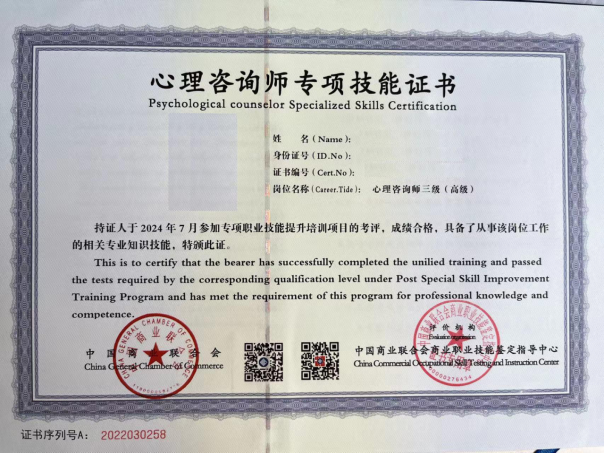 心理咨询师专项技能证书
Psychological counselor Specialized Skills Certification
姓 名 (Name):
身份证号 (ID.No):
证书编号 (Cert.No):
岗位名称 (Career.Tide): 心理咨询师三级 (高级)
持证人于 2024 年 7 月参加专项职业技能提升培训项目的考评，成绩合格，具备了从事该岗位工作
的相关专业知识技能，特颁此证。
This is to certify that the bearer has successfully completed the unilied training and passed
the tests required by the corresponding qualification level under Post Special Skill Improvement
Training Program and has met the requirement of this program for professional knowledge and
competence.
评价机构
Evaluation organization
中国商业联合会
China General Chamber of Commerce
中国商业联合会商业职业技能鉴定指导中心
China Commercial Occupational Skill Testing and Instruction Center
证书序列号A： 2022030258